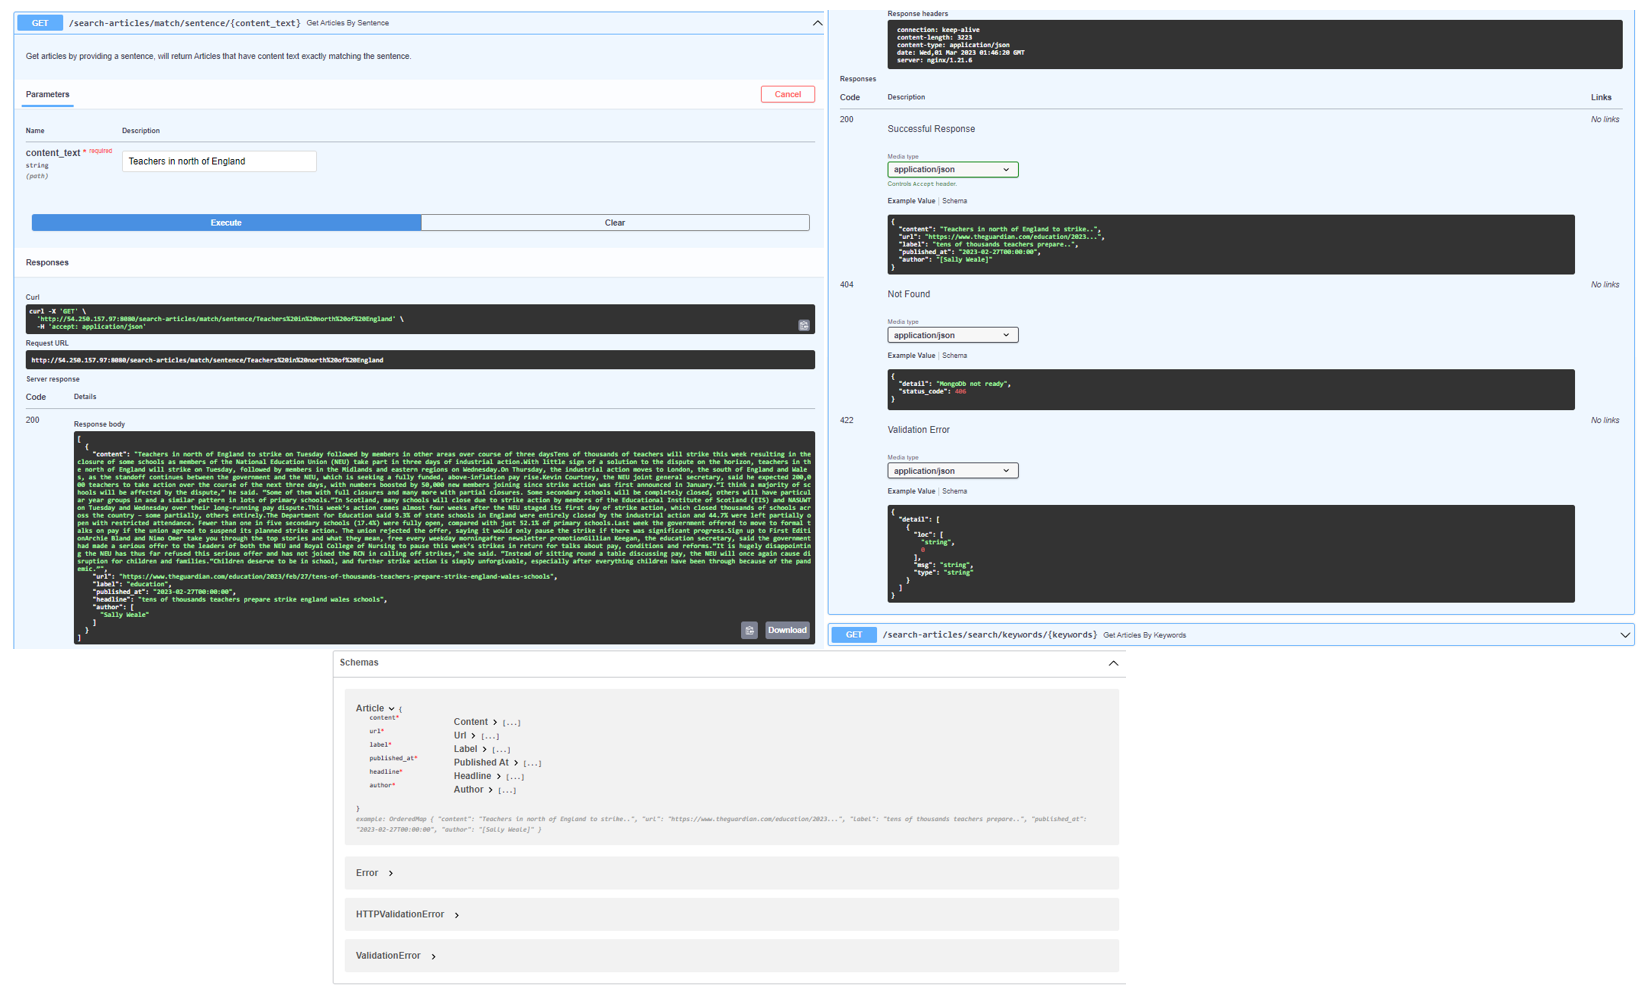 GET /search-articles/match/sentence/{content_text} Get Articles By Sentence
Get articles by providing a sentence, will return Articles that have content text exactly matching the sentence.
Parameters
Cancel
Name Description
content_text * required
string
(path)
Teachers in north of England
Execute
Clear
Responses
Curl
curl -X 'GET' \
'http://54.250.157.97:8080/search-articles/match/sentence/Teachers%20in%20north%20of%20England' \
-H 'accept: application/json'
Request URL
http://54.250.157.97:8080/search-articles/match/sentence/Teachers%20in%20north%20of%20England
Server response
Code Details
200
Response body
[
{
"content": "Teachers in north of England to strike on Tuesday followed by members in other areas over course of three daysTens of thousands of teachers will strike this week resulting in the
closure of some schools as members of the National Education Union (NEU) take part in three days of industrial action.With little sign of a solution to the dispute on the horizon, teachers in th
e north of England will strike on Tuesday, followed by members in the Midlands and eastern regions on Wednesday.On Thursday, the industrial action moves to London, the south of England and Wale
s, as the standoff continues between the government and the NEU, which is seeking a fully funded, above-inflation pay rise.Kevin Courtney, the NEU joint general secretary, said he expected 200,0
00 teachers to take action over the course of the next three days, with numbers boosted by 50,000 new members joining since strike action was first announced in January.“I think a majority of sc
hools will be affected by the dispute,” he said. “Some of them with full closures and many more with partial closures. Some secondary schools will be completely closed, others will have particul
ar year groups in and a similar pattern in lots of primary schools.”In Scotland, many schools will close due to strike action by members of the Educational Institute of Scotland (EIS) and NASUWT
on Tuesday and Wednesday over their long-running pay dispute.This week’s action comes almost four weeks after the NEU staged its first day of strike action, which closed thousands of schools acr
oss the country – some partially, others entirely.The Department for Education said 9.3% of state schools in England were entirely closed by the industrial action and 44.7% were left partially o
pen with restricted attendance. Fewer than one in five secondary schools (17.4%) were fully open, compared with just 52.1% of primary schools.Last week the government offered to move to formal t
alks on pay if the union agreed to suspend its planned strike action. The union rejected the offer, saying it would only pause the strike if there was significant progress.Sign up to First Editi
onArchie Bland and Nimo Omer take you through the top stories and what they mean, free every weekday morningafter newsletter promotionGillian Keegan, the education secretary, said the government
had made a serious offer to the leaders of both the NEU and Royal College of Nursing to pause this week’s strikes in return for talks about pay, conditions and reforms.“It is hugely disappointin
g the NEU has thus far refused this serious offer and has not joined the RCN in calling off strikes,” she said. “Instead of sitting round a table discussing pay, the NEU will once again cause di
sruption for children and families.“Children deserve to be in school, and further strike action is simply unforgivable, especially after everything children have been through because of the pand
emic.”",
"url": "https://www.theguardian.com/education/2023/feb/27/tens-of-thousands-teachers-prepare-strike-england-wales-schools",
"label": "education",
"published_at": "2023-02-27T00:00:00",
"headline": "tens of thousands teachers prepare strike england wales schools",
"author": [
"Sally Weale"
]
}
]
Download
Response headers
connection: keep-alive
content-length: 3223
content-type: application/json
date: Wed,01 Mar 2023 01:46:20 GMT
server: nginx/1.21.6
Responses
Code Description Links
200 No links
Successful Response
Media type
application/json
Controls Accept header.
Example Value | Schema
{
"content": "Teachers in north of England to strike..",
"url": "https://www.theguardian.com/education/2023...",
"label": "tens of thousands teachers prepare..",
"published_at": "2023-02-27T00:00:00",
"author": "[Sally Weale]"
}
404 No links
Not Found
Media type
application/json
Example Value | Schema
{
"detail": "MongoDb not ready",
"status_code": 406
}
422 No links
Validation Error
Media type
application/json
Example Value | Schema
{
"detail": [
{
"loc": [
"string",
0
],
"msg": "string",
"type": "string"
}
]
}
GET /search-articles/search/keywords/{keywords} Get Articles By Keywords
Schemas
Article {
content* Content > [...]
url* Url > [...]
label* Label > [...]
published_at* Published At > [...]
headline* Headline > [...]
author* Author > [...]
}
example: OrderedMap { "content": "Teachers in north of England to strike..", "url": "https://www.theguardian.com/education/2023...", "label": "tens of thousands teachers prepare..", "published_at":
"2023-02-27T00:00:00", "author": "[Sally Weale]" }
Error >
HTTPValidationError >
ValidationError >